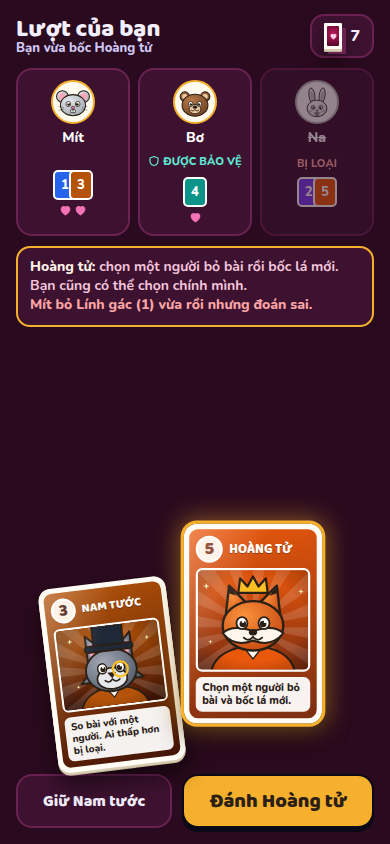 Lượt của bạn
Bạn vừa bốc Hoàng tử
7
Mít
1 3
Bơ
ĐƯỢC BẢO VỆ
4
Na
BỊ LOẠI
2 5
Hoàng tử: chọn một người bỏ bài rồi bốc lá mới.
Bạn cũng có thể chọn chính mình.
Mít bỏ Lính gác (1) vừa rồi nhưng đoán sai.
3 NAM TƯỚC
So bài với một
người. Ai thấp hơn
bị loại.
5 HOÀNG TỬ
Chọn một người bỏ
bài và bốc lá mới.
Giữ Nam tước
Đánh Hoàng tử